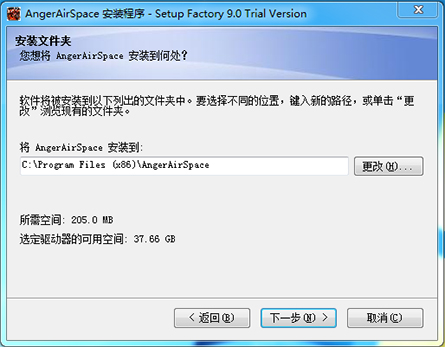 AngerAirSpace 安装程序 - Setup Factory 9.0 Trial Version
安装文件夹
您想将 AngerAirSpace 安装到何处?
软件将被安装到以下列出的文件夹中。要选择不同的位置，键入新的路径，或单击“更
改”浏览现有的文件夹。
将 AngerAirSpace 安装到:
C:\Program Files (x86)\AngerAirSpace
更改(H)...
所需空间: 205.0 MB
选定驱动器的可用空间: 37.66 GB
< 返回(B)
下一步(N) >
取消(C)